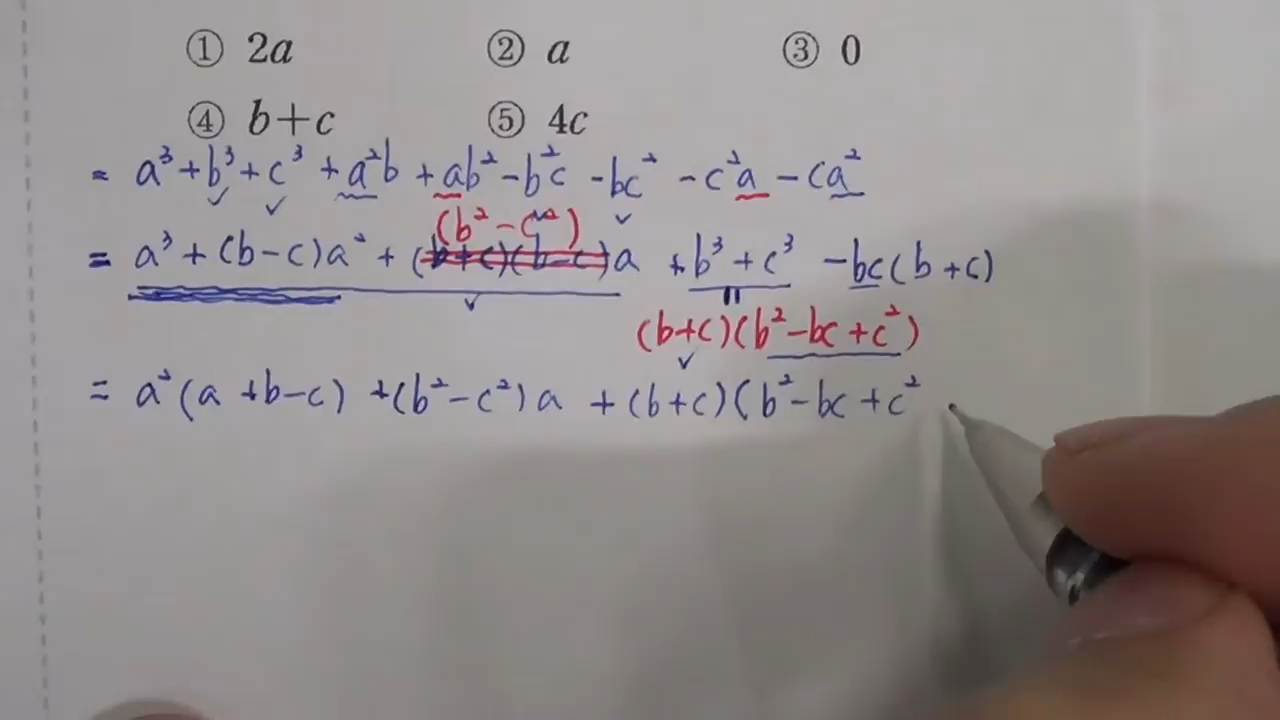 ① 2a ② a ③ 0
④ b+c ⑤ 4c
= a³ + b³ + c³ + a²b + ab² - b²c - bc² - c²a - ca²
(b² - c²)
= a³ + (b-c)a² + (b+c)(b-c)a + b³ + c³ - bc(b+c)
(b+c)(b² - bc + c²)
= a²(a + b - c) + (b² - c²)a + (b+c)(b² - bc + c²